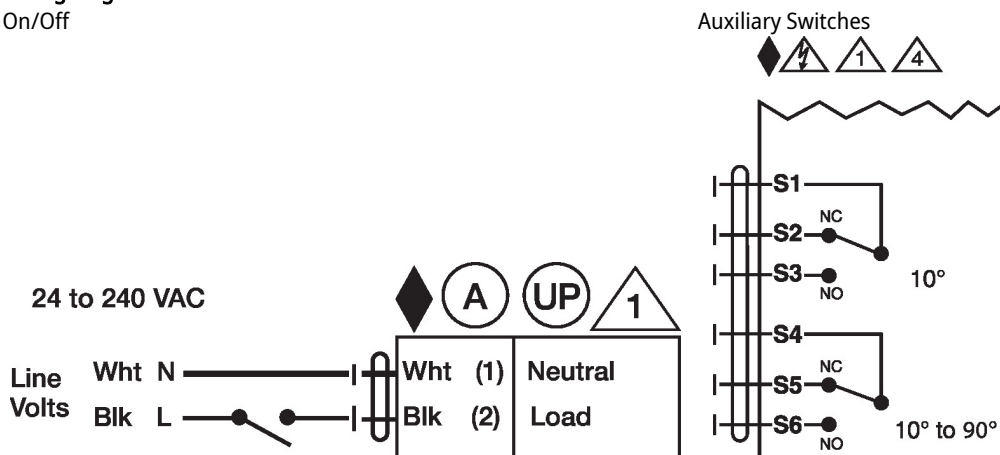 On/Off
Auxiliary Switches
1 4
S1
NC
S2
S3
NO
10°
24 to 240 VAC
A UP 1
S4
NC
S5
S6
NO
10° to 90°
Line Volts
Wht N
Wht (1) Neutral
Blk L
Blk (2) Load